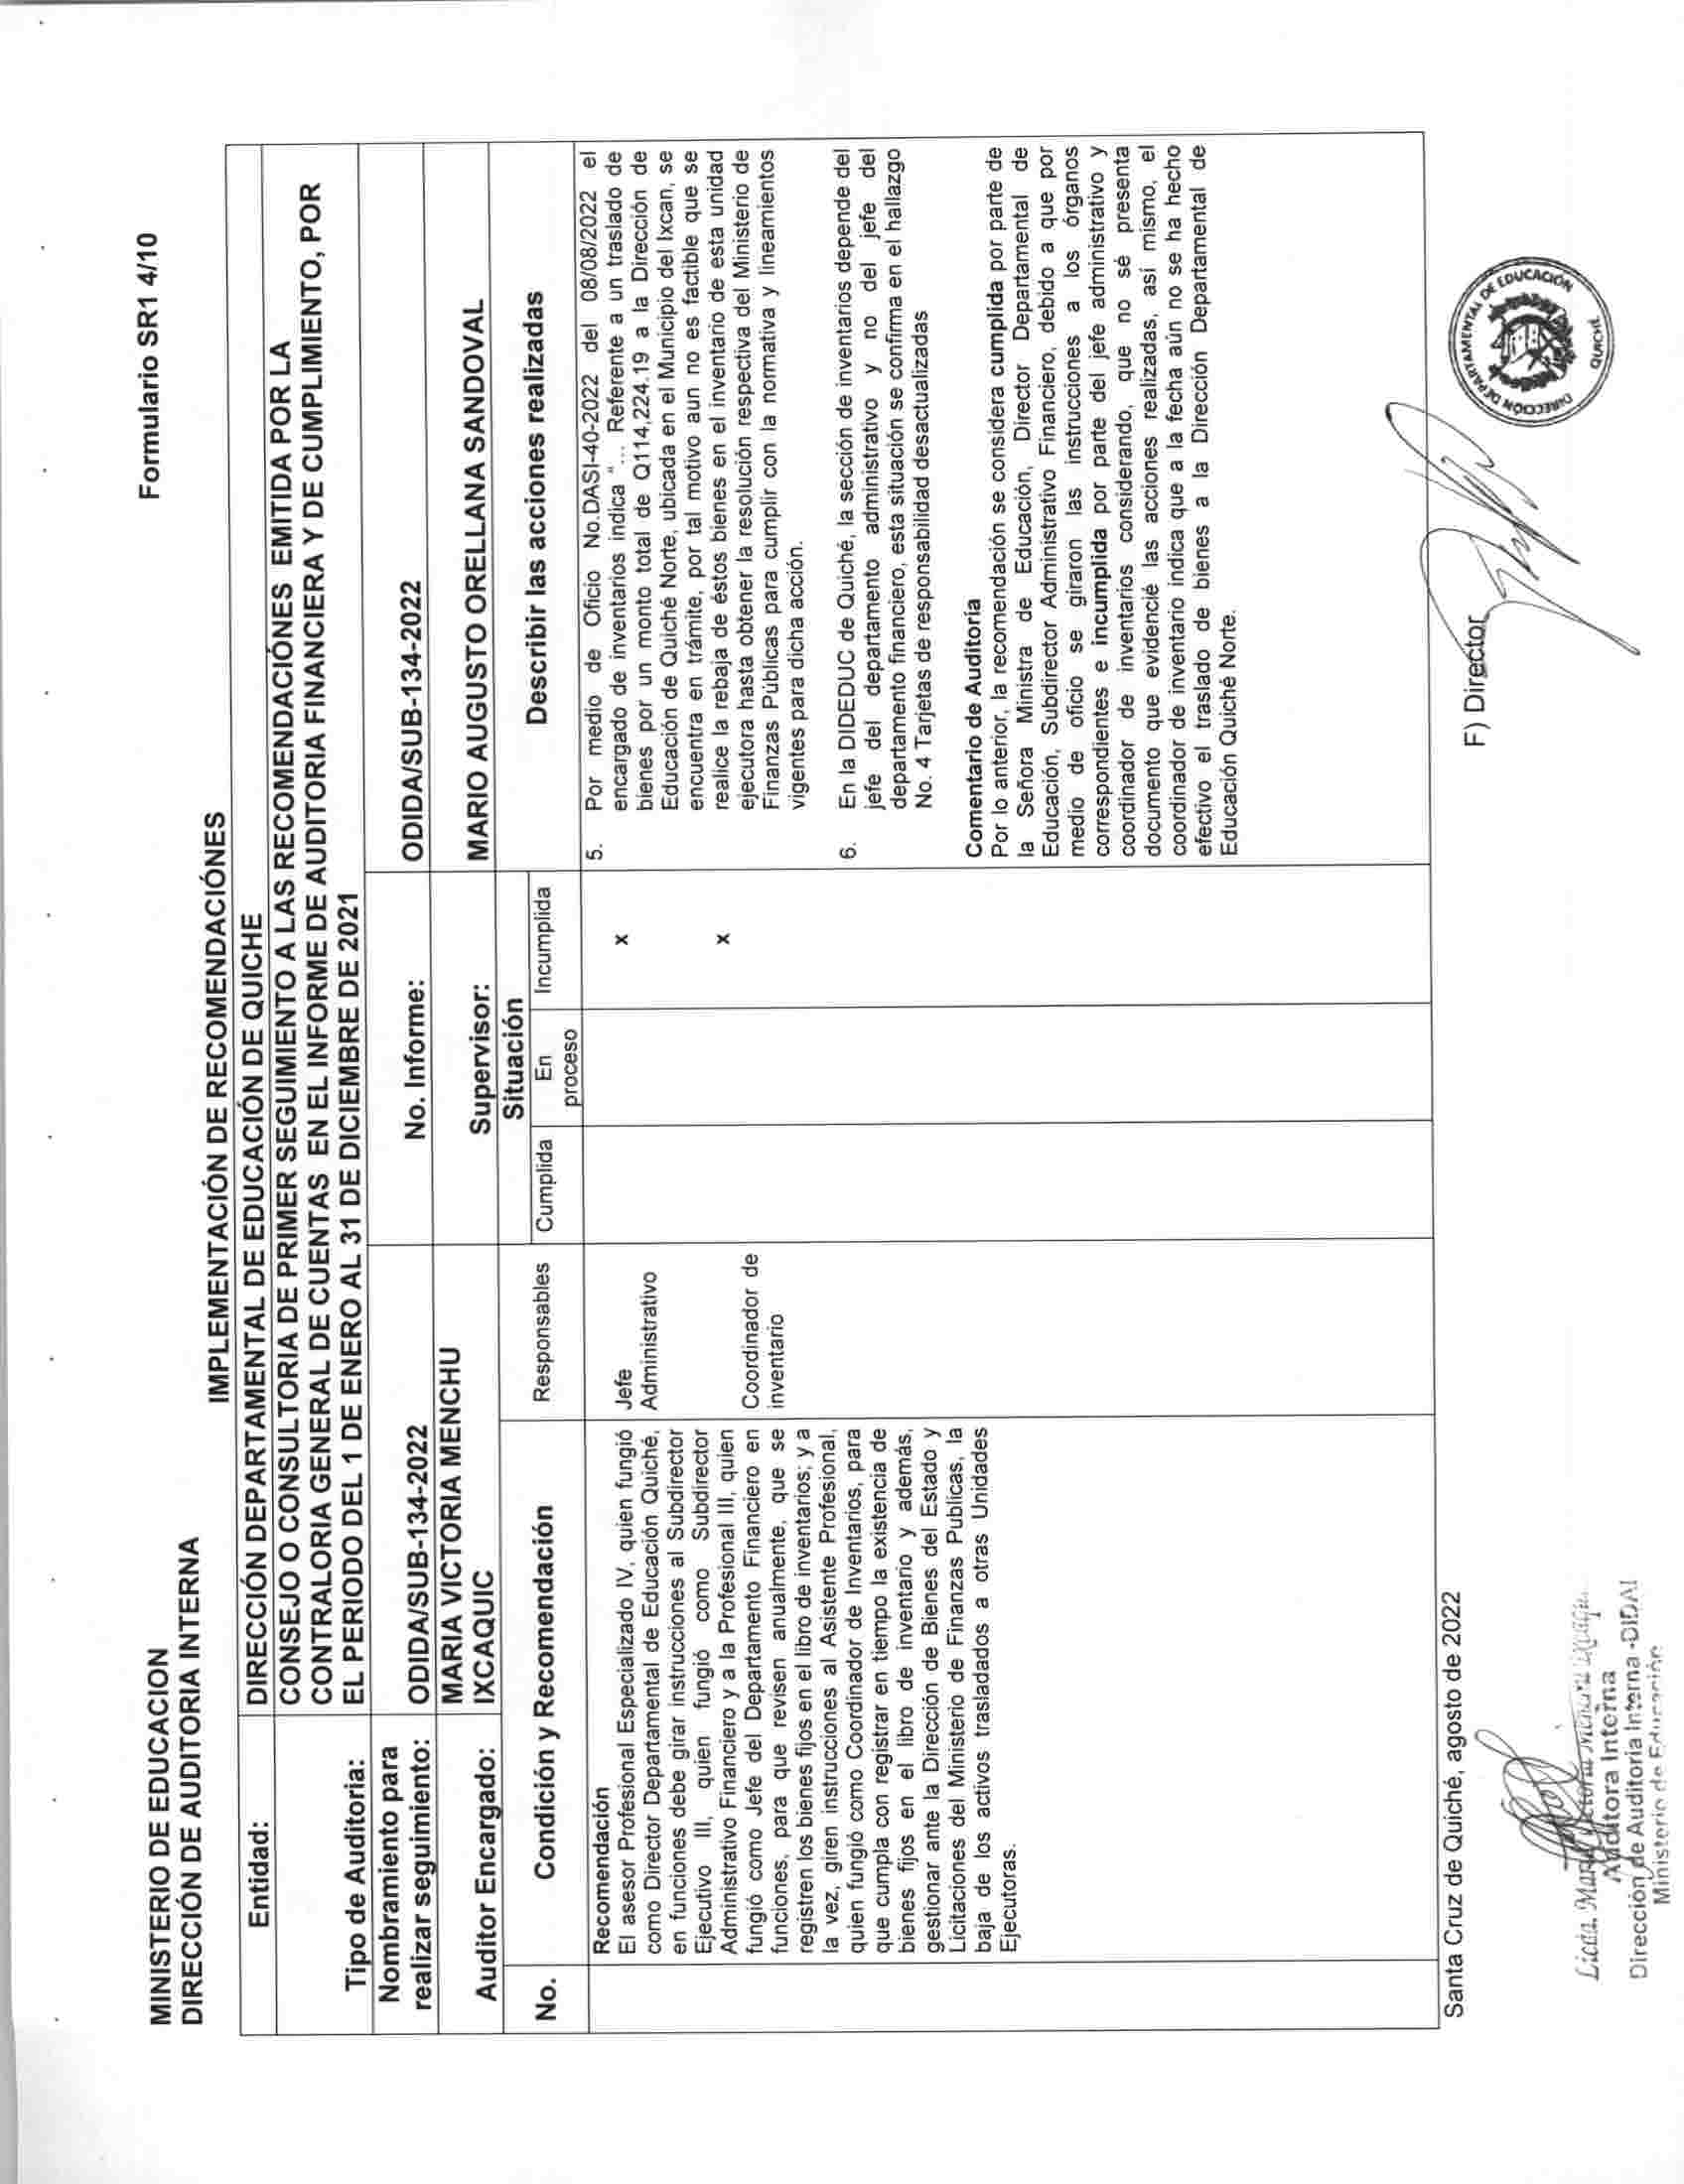 Formulario SR1 4/10
MINISTERIO DE EDUCACION
DIRECCIÓN DE AUDITORIA INTERNA
IMPLEMENTACIÓN DE RECOMENDACIÓNES
Entidad:
DIRECCIÓN DEPARTAMENTAL DE EDUCACIÓN DE QUICHE
Tipo de Auditoria:
CONSEJO O CONSULTORIA DE PRIMER SEGUIMIENTO A LAS RECOMENDACIÓNES EMITIDA POR LA
CONTRALORIA GENERAL DE CUENTAS EN EL INFORME DE AUDITORIA FINANCIERA Y DE CUMPLIMIENTO, POR
EL PERIODO DEL 1 DE ENERO AL 31 DE DICIEMBRE DE 2021
Nombramiento para
realizar seguimiento:
ODIDA/SUB-134-2022
No. Informe:
ODIDA/SUB-134-2022
Auditor Encargado:
MARIA VICTORIA MENCHU
IXCAQUIC
Supervisor:
MARIO AUGUSTO ORELLANA SANDOVAL
No.
Condición y Recomendación
Responsables
Situación
Cumplida
En
proceso
Incumplida
Describir las acciones realizadas
Recomendación
El asesor Profesional Especializado IV, quien fungió
como Director Departamental de Educación Quiché,
en funciones debe girar instrucciones al Subdirector
Ejecutivo III, quien fungió como Subdirector
Administrativo Financiero y a la Profesional III, quien
fungió como Jefe del Departamento Financiero en
funciones, para que revisen anualmente, que se
registren los bienes fijos en el libro de inventarios; y a
la vez, giren instrucciones al Asistente Profesional,
quien fungió como Coordinador de Inventarios, para
que cumpla con registrar en tiempo la existencia de
bienes fijos en el libro de inventario y además,
gestionar ante la Dirección de Bienes del Estado y
Licitaciones del Ministerio de Finanzas Publicas, la
baja de los activos trasladados a otras Unidades
Ejecutoras.
Jefe
Administrativo
Coordinador de
inventario
x
x
5. Por medio de Oficio No.DASI-40-2022 del 08/08/2022 el
encargado de inventarios indica "... Referente a un traslado de
bienes por un monto total de Q114,224.19 a la Dirección de
Educación de Quiché Norte, ubicada en el Municipio del Ixcan, se
encuentra en trámite, por tal motivo aun no es factible que se
realice la rebaja de éstos bienes en el inventario de esta unidad
ejecutora hasta obtener la resolución respectiva del Ministerio de
Finanzas Públicas para cumplir con la normativa y lineamientos
vigentes para dicha acción.
6. En la DIDEDUC de Quiché, la sección de inventarios depende del
jefe del departamento administrativo y no del jefe del
departamento financiero, esta situación se confirma en el hallazgo
No. 4 Tarjetas de responsabilidad desactualizadas
Comentario de Auditoría
Por lo anterior, la recomendación se considera cumplida por parte de
la Señora Ministra de Educación, Director Departamental de
Educación, Subdirector Administrativo Financiero, debido a que por
medio de oficio se giraron las instrucciones a los órganos
correspondientes e incumplida por parte del jefe administrativo y
coordinador de inventarios considerando, que no sé presenta
documento que evidencié las acciones realizadas, así mismo, el
coordinador de inventario indica que a la fecha aún no se ha hecho
efectivo el traslado de bienes a la Dirección Departamental de
Educación Quiché Norte.
Santa Cruz de Quiché, agosto de 2022
F) Director
DIRECCIÓN DEPARTAMENTAL DE EDUCACIÓN
QUICHÉ
Licda. María Victoria
Auditora Interna
Dirección de Auditoria Interna -DIDAI
Ministerio de Educación